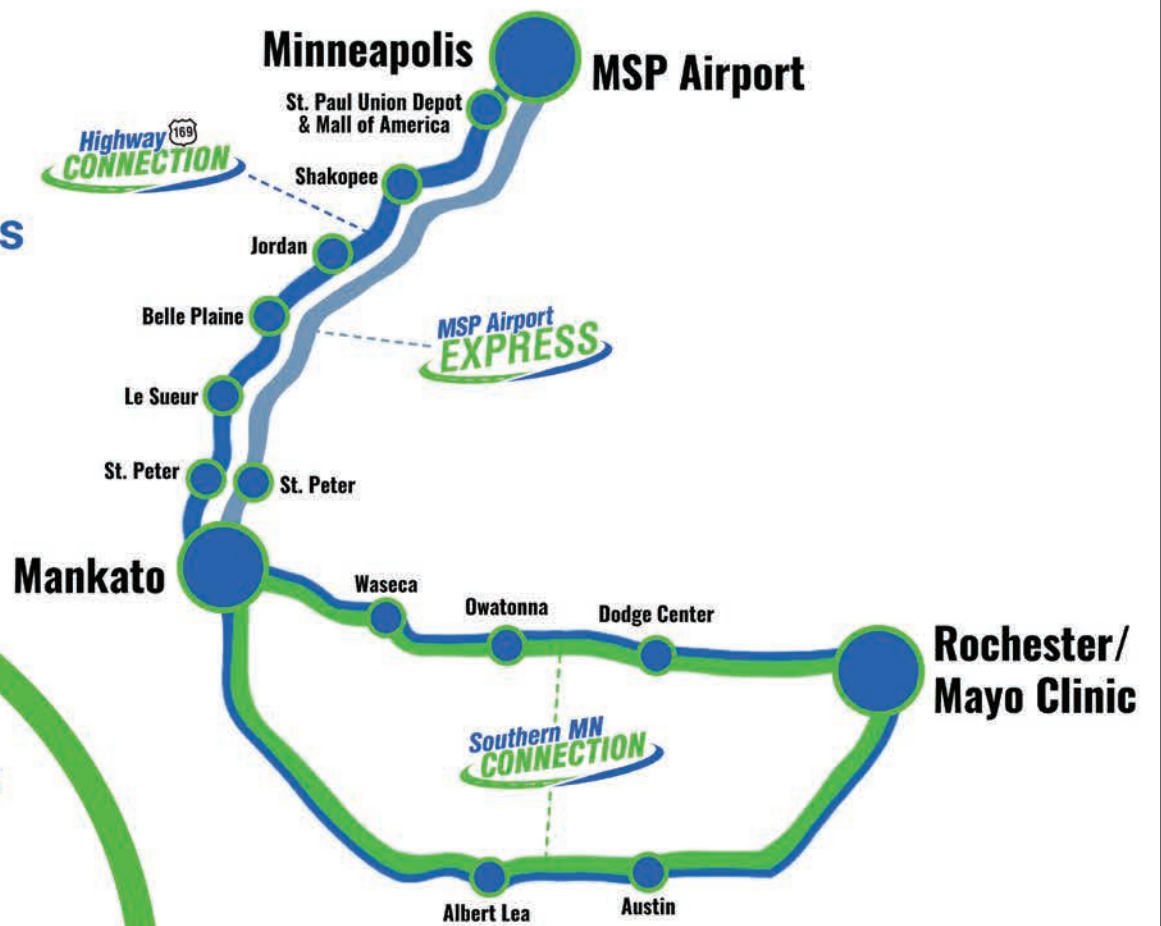 Minneapolis
MSP Airport
St. Paul Union Depot
& Mall of America
Highway 169
CONNECTION
Shakopee
s
Jordan
Belle Plaine
MSP Airport
EXPRESS
Le Sueur
St. Peter
St. Peter
Mankato
Waseca
Owatonna
Dodge Center
Rochester/
Mayo Clinic
Southern MN
CONNECTION
Albert Lea
Austin